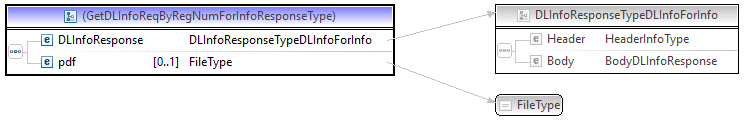 (GetDLInfoReqByRegNumForInfoResponseType)
DLInfoResponse DLInfoResponseTypeDLInfoForInfo
pdf [0..1] FileType
DLInfoResponseTypeDLInfoForInfo
Header HeaderInfoType
Body BodyDLInfoResponse
FileType